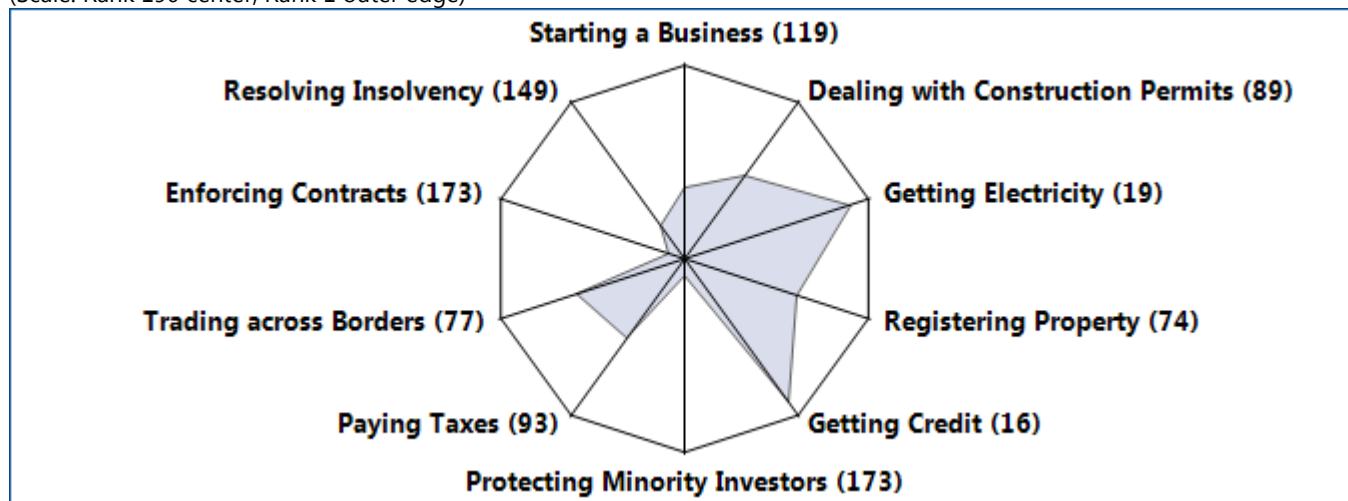 (Scale: Rank 190 center, Rank 1 outer edge)
Starting a Business (119)
Resolving Insolvency (149)
Dealing with Construction Permits (89)
Enforcing Contracts (173)
Getting Electricity (19)
Trading across Borders (77)
Registering Property (74)
Paying Taxes (93)
Getting Credit (16)
Protecting Minority Investors (173)